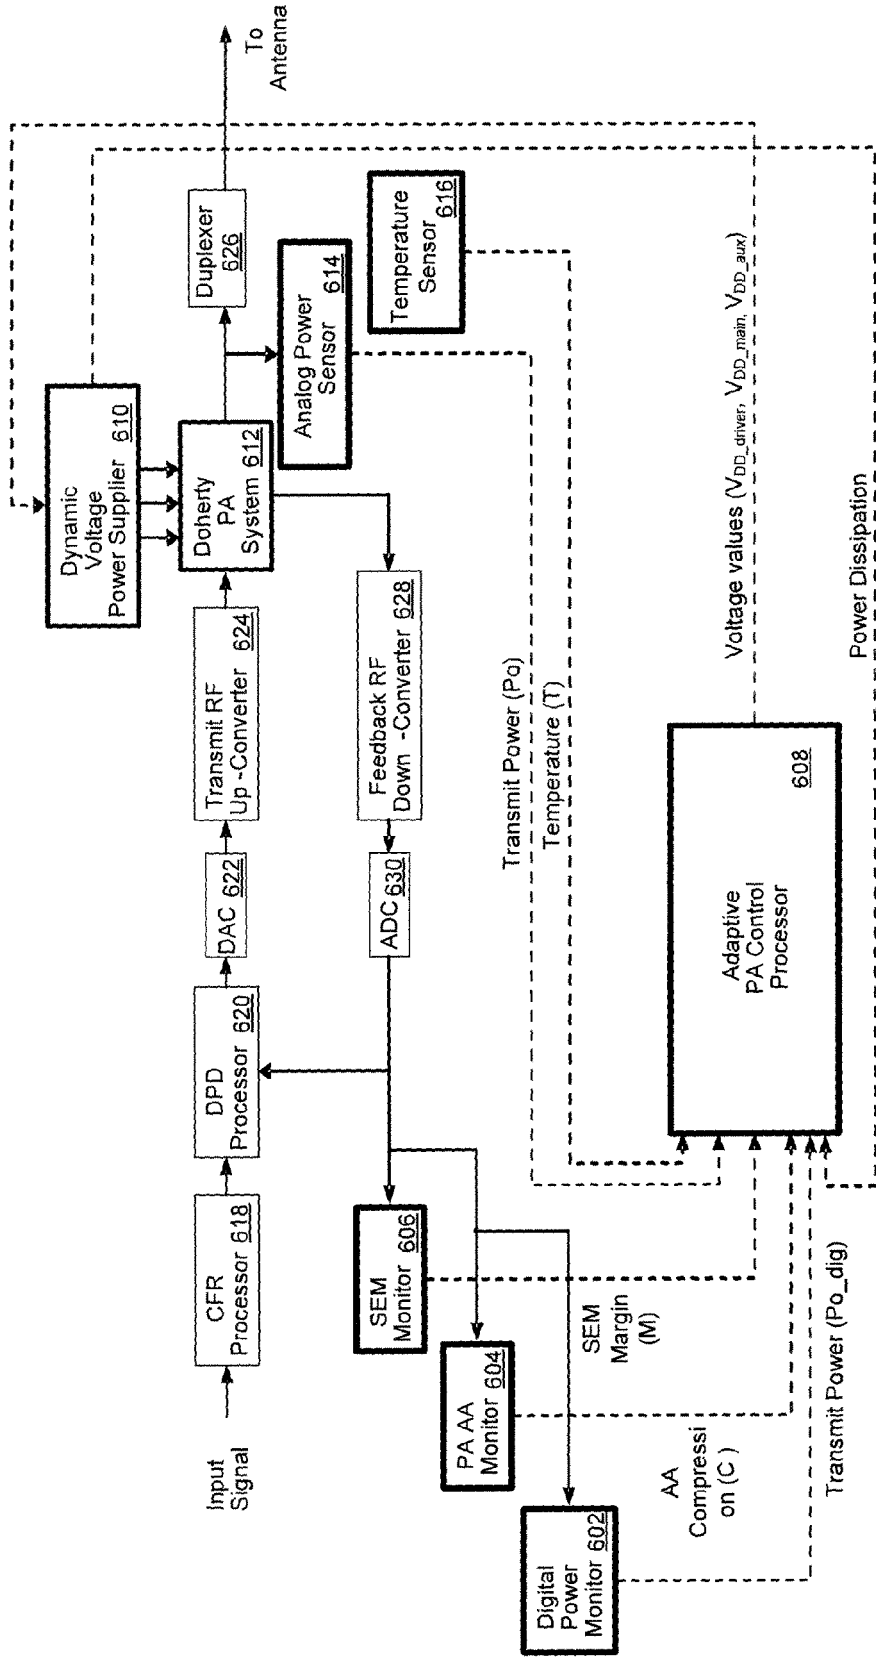 Input
Signal
CFR
Processor 618
DPD
Processor 620
DAC 622
Transmit RF
Up -Converter 624
Dynamic
Voltage
Power Supplier 610
Doherty
PA
System 612
Duplexer
626
To
Antenna
Analog Power
Sensor 614
Temperature
Sensor 616
Feedback RF
Down -Converter 628
ADC 630
SEM
Monitor 606
PA AA
Monitor 604
Digital
Power
Monitor 602
SEM
Margin
(M)
AA
Compressi
on (C )
Transmit Power (Po_dig)
Transmit Power (Po)
Temperature (T)
Adaptive
PA Control
Processor
608
Voltage values (VDD_driver, VDD_main, VDD_aux)
Power Dissipation